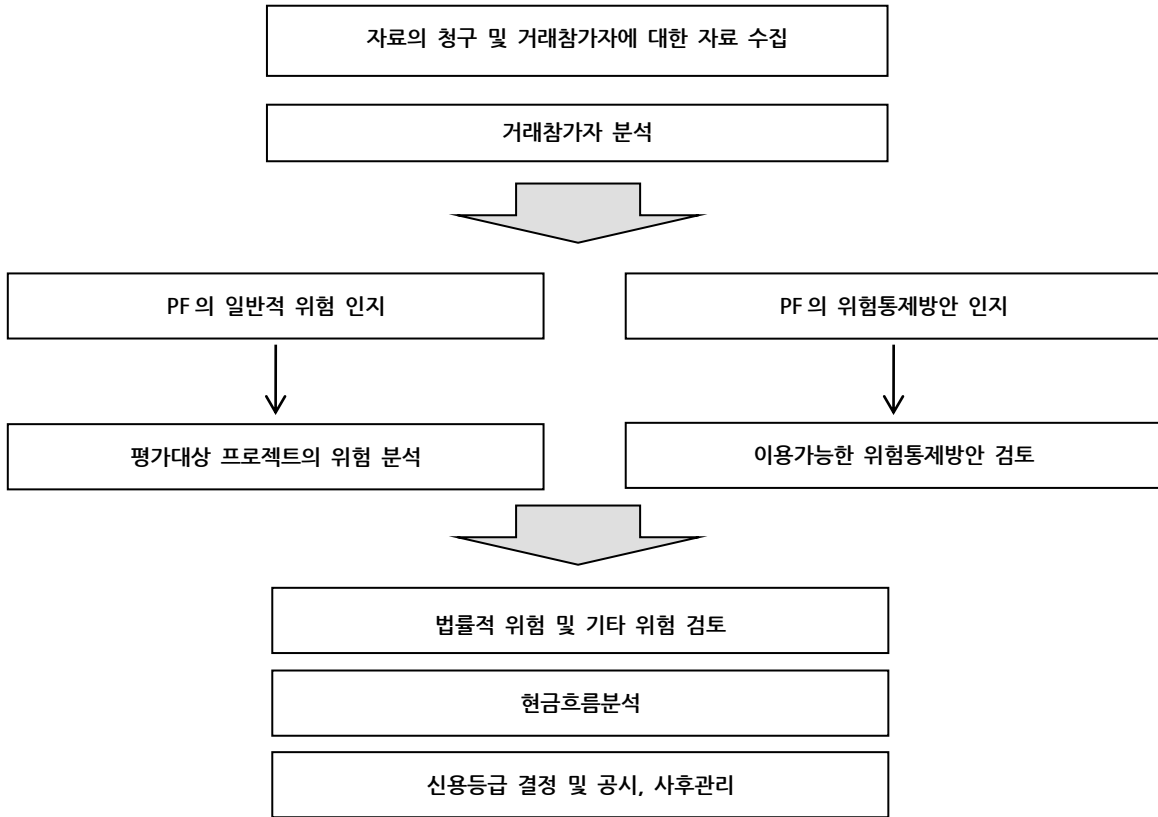 자료의 청구 및 거래참가자에 대한 자료 수집
거래참가자 분석
PF의 일반적 위험 인지
PF의 위험통제방안 인지
평가대상 프로젝트의 위험 분석
이용가능한 위험통제방안 검토
법률적 위험 및 기타 위험 검토
현금흐름분석
신용등급 결정 및 공시, 사후관리